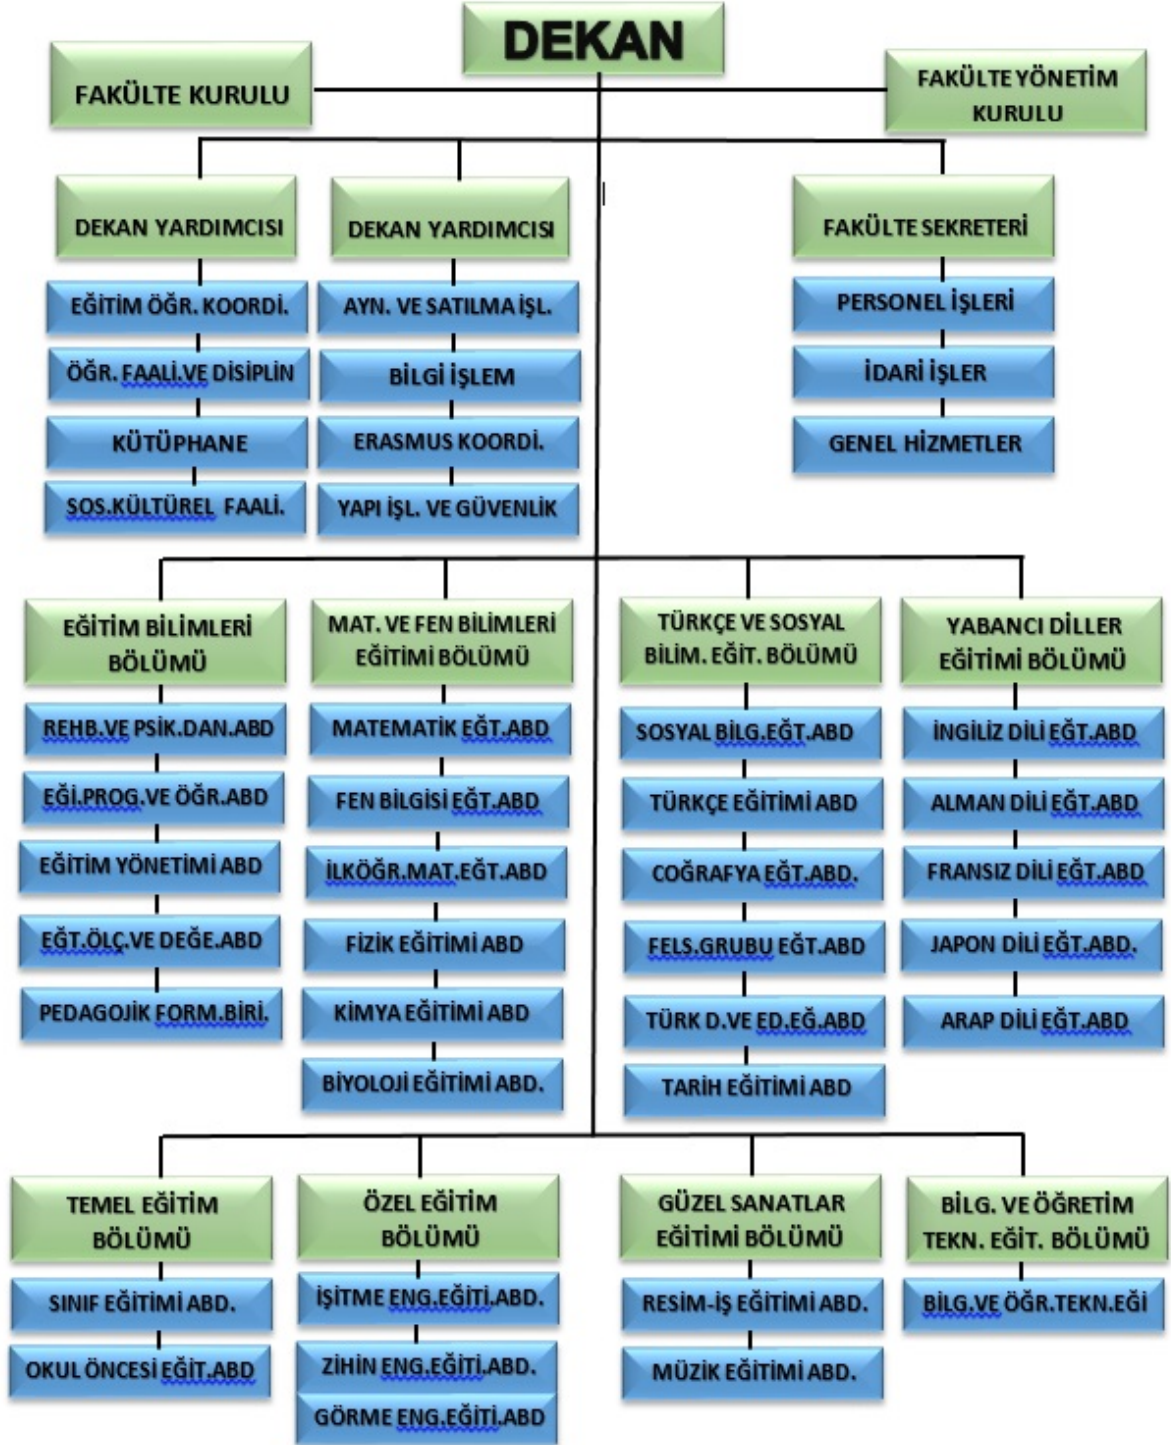 DEKAN
FAKÜLTE KURULU
FAKÜLTE YÖNETİM
KURULU
DEKAN YARDIMCISI
DEKAN YARDIMCISI
FAKÜLTE SEKRETERİ
EĞİTİM ÖĞR. KOORDİ.
ÖĞR. FAALİ.VE DISİPLİN
KÜTÜPHANE
SOS.KÜLTÜREL FAALİ.
AYN. VE SATILMA İŞL.
BİLGİ İŞLEM
ERASMUS KOORDİ.
YAPI İŞL. VE GÜVENLİK
PERSONEL İŞLERİ
İDARİ İŞLER
GENEL HİZMETLER
EĞİTİM BİLİMLERİ
BÖLÜMÜ
REHB.VE PSİK.DAN.ABD
EĞİ.PROG.VE ÖĞR.ABD
EĞİTİM YÖNETİMİ ABD
EĞT.ÖLÇ.VE DEĞE.ABD
PEDAGOJİK FORM.BİRİ.
MAT. VE FEN BİLİMLERİ
EĞİTİMİ BÖLÜMÜ
MATEMATİK EĞT.ABD
FEN BİLGİSİ EĞT.ABD
İLKÖĞR.MAT.EĞT.ABD
FİZİK EĞİTİMİ ABD
KİMYA EĞİTİMİ ABD
BİYOLOJİ EĞİTİMİ ABD.
TÜRKÇE VE SOSYAL
BİLİM. EĞİT. BÖLÜMÜ
SOSYAL BİLG.EĞT.ABD
TÜRKÇE EĞİTİMİ ABD
COĞRAFYA EĞT.ABD.
FELS.GRUBU EĞT.ABD
TÜRK D.VE ED.EĞ.ABD
TARİH EĞİTİMİ ABD
YABANCI DİLLER
EĞİTİMİ BÖLÜMÜ
İNGİLİZ DİLİ EĞT.ABD
ALMAN DİLİ EĞT.ABD
FRANSIZ DİLİ EĞT.ABD
JAPON DİLİ EĞT.ABD.
ARAP DİLİ EĞT.ABD
TEMEL EĞİTİM
BÖLÜMÜ
SINIF EĞİTİMİ ABD.
OKUL ÖNCESİ EĞİT.ABD
ÖZEL EĞİTİM
BÖLÜMÜ
İŞİTME ENG.EĞİTİ.ABD.
ZİHİN ENG.EĞİTİ.ABD.
GÖRME ENG.EĞİTİ.ABD
GÜZEL SANATLAR
EĞİTİMİ BÖLÜMÜ
RESİM-İŞ EĞİTİMİ ABD.
MÜZİK EĞİTİMİ ABD.
BİLG. VE ÖĞRETİM
TEKN. EĞİT. BÖLÜMÜ
BİLG.VE ÖĞR.TEKN.EĞİ